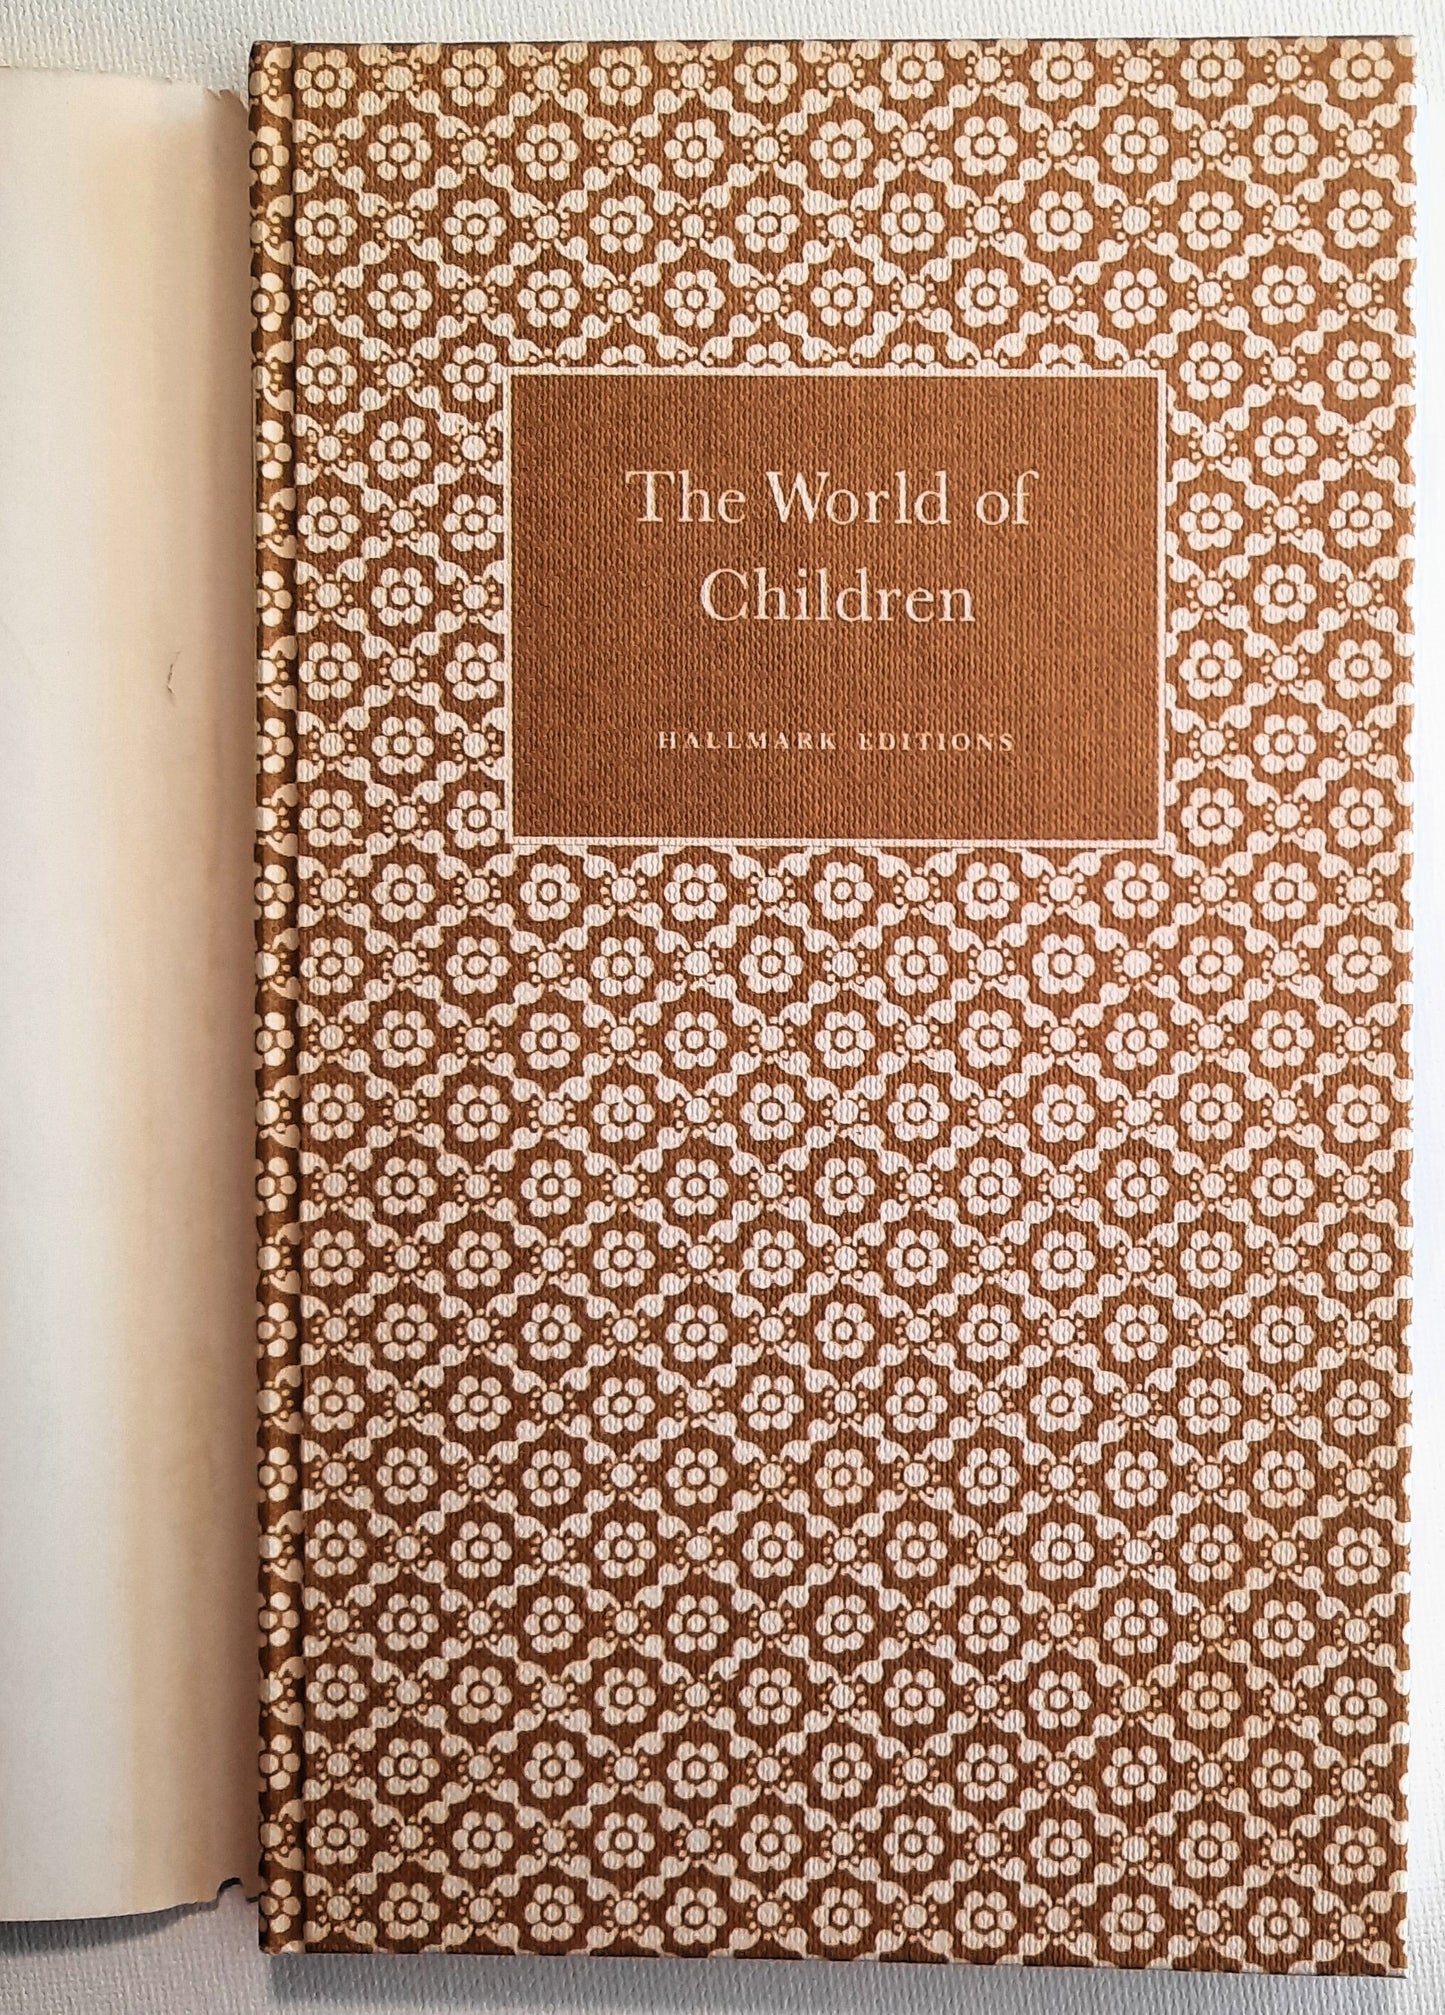 The World of
Children
HALLMARK EDITIONS